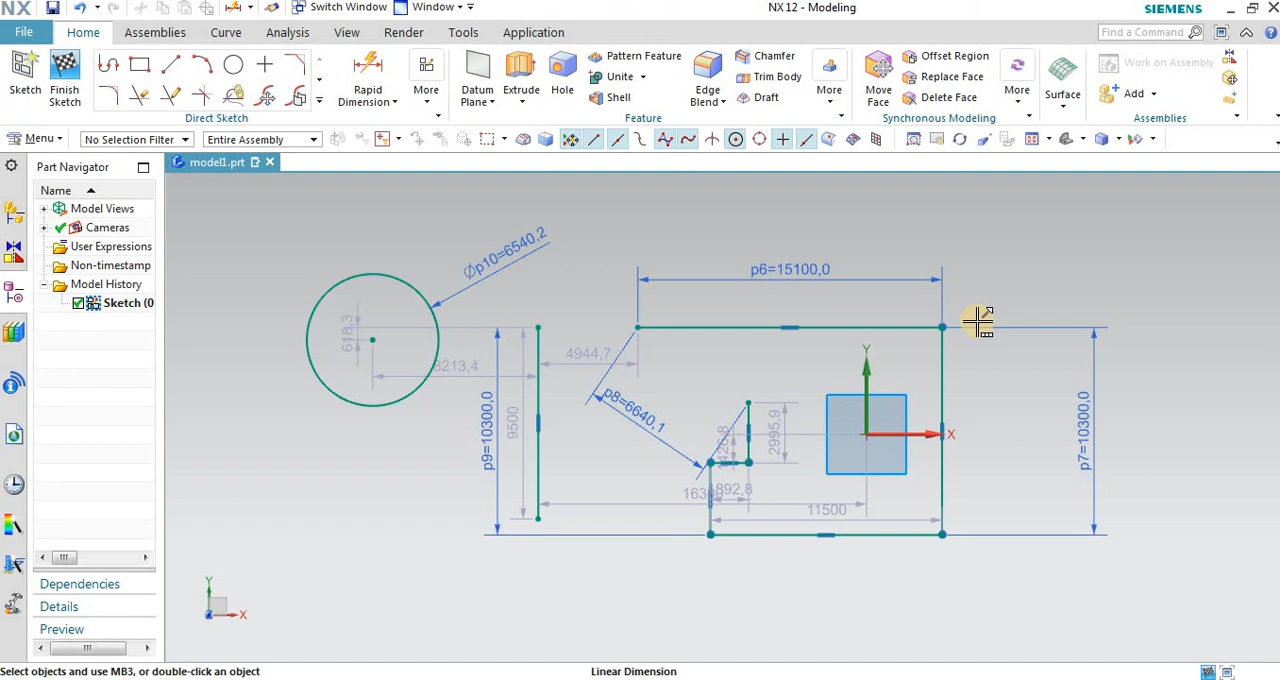 NX
Switch Window
Window
NX 12 - Modeling
SIEMENS
File
Home
Assemblies
Curve
Analysis
View
Render
Tools
Application
Find a Command
Sketch
Finish
Sketch
Rapid
Dimension
More
Direct Sketch
Datum
Plane
Extrude
Hole
Pattern Feature
Unite
Shell
Edge
Blend
Chamfer
Trim Body
Draft
More
Feature
Move
Face
Offset Region
Replace Face
Delete Face
More
Synchronous Modeling
Surface
Work on Assembly
Add
Assemblies
Menu
No Selection Filter
Entire Assembly
Part Navigator
model1.prt
Name
Model Views
Cameras
User Expressions
Non-timestamp
Model History
Sketch (0
Dependencies
Details
Preview
Øp10=6540,2
p6=15100,0
618,3
8213,4
4944,7
p8=6640,1
p9=10300,0
9500
2995,9
p7=10300,0
892,8
11500
Y
X
Y
X
Select objects and use MB3, or double-click an object
Linear Dimension